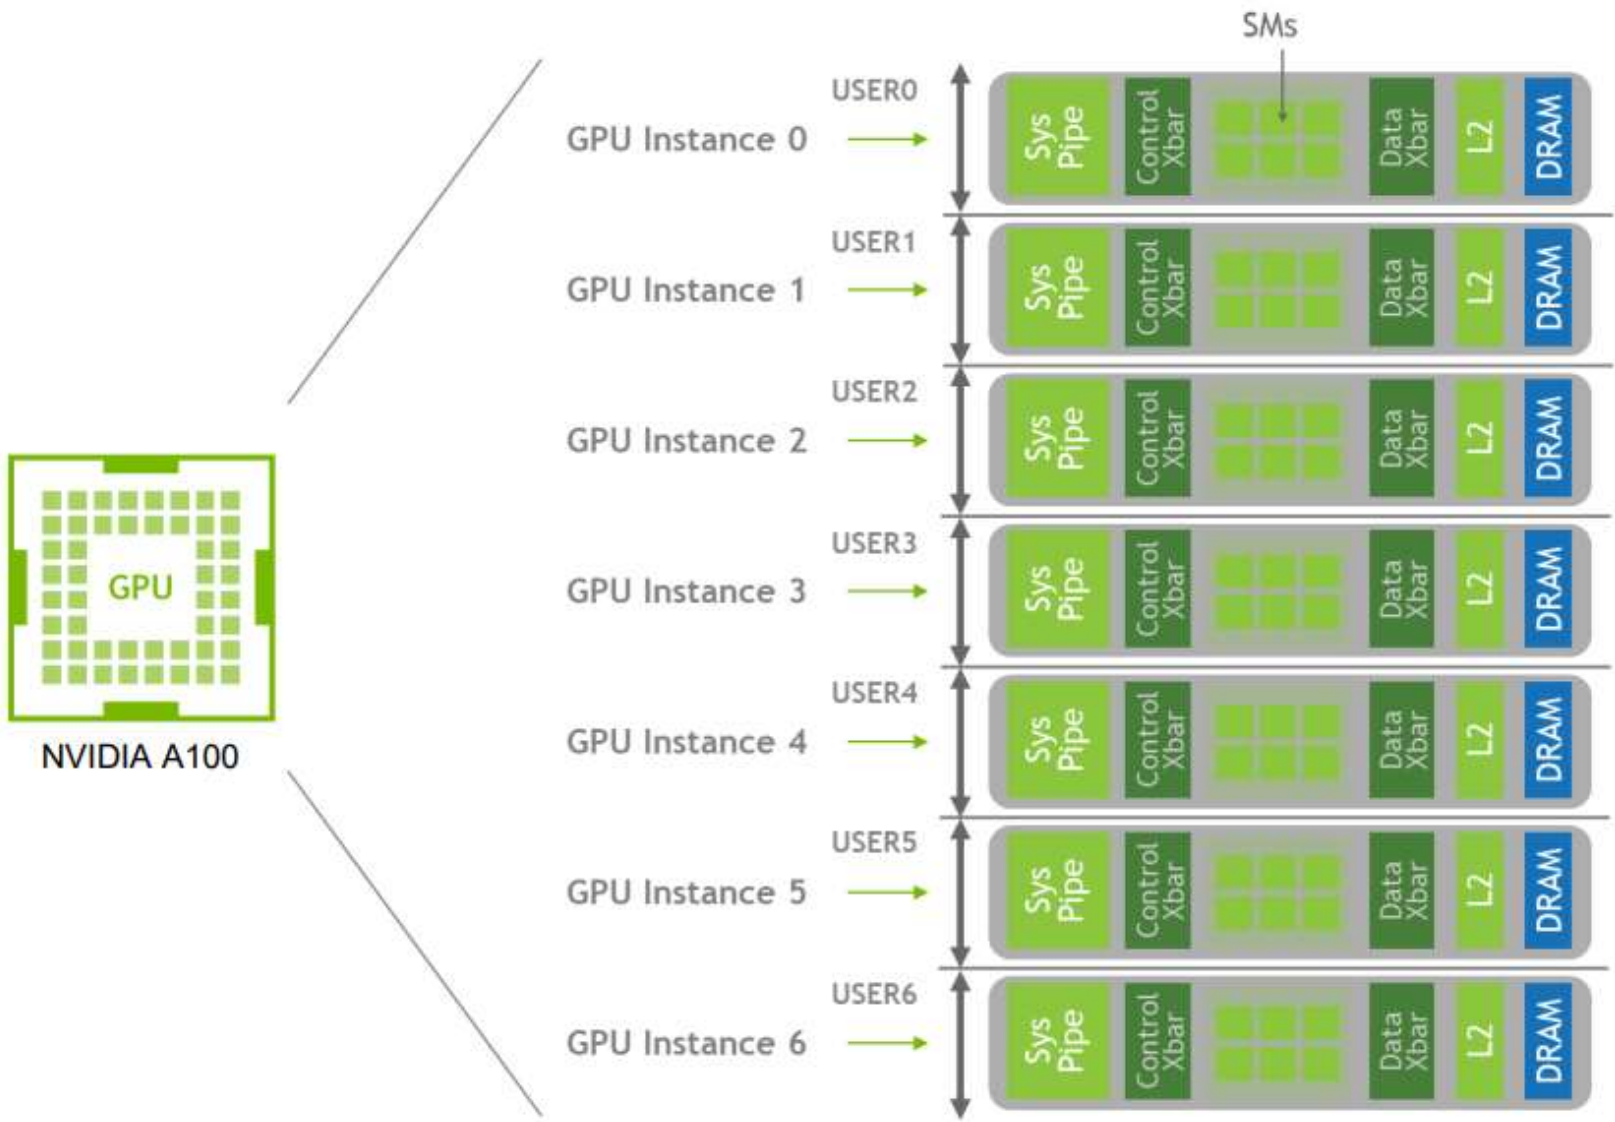 SMs
USER0
GPU Instance 0
Sys Pipe
Control Xbar
Data Xbar
L2
DRAM
USER1
GPU Instance 1
Sys Pipe
Control Xbar
Data Xbar
L2
DRAM
USER2
GPU Instance 2
Sys Pipe
Control Xbar
Data Xbar
L2
DRAM
USER3
GPU Instance 3
Sys Pipe
Control Xbar
Data Xbar
L2
DRAM
GPU
NVIDIA A100
USER4
GPU Instance 4
Sys Pipe
Control Xbar
Data Xbar
L2
DRAM
USER5
GPU Instance 5
Sys Pipe
Control Xbar
Data Xbar
L2
DRAM
USER6
GPU Instance 6
Sys Pipe
Control Xbar
Data Xbar
L2
DRAM